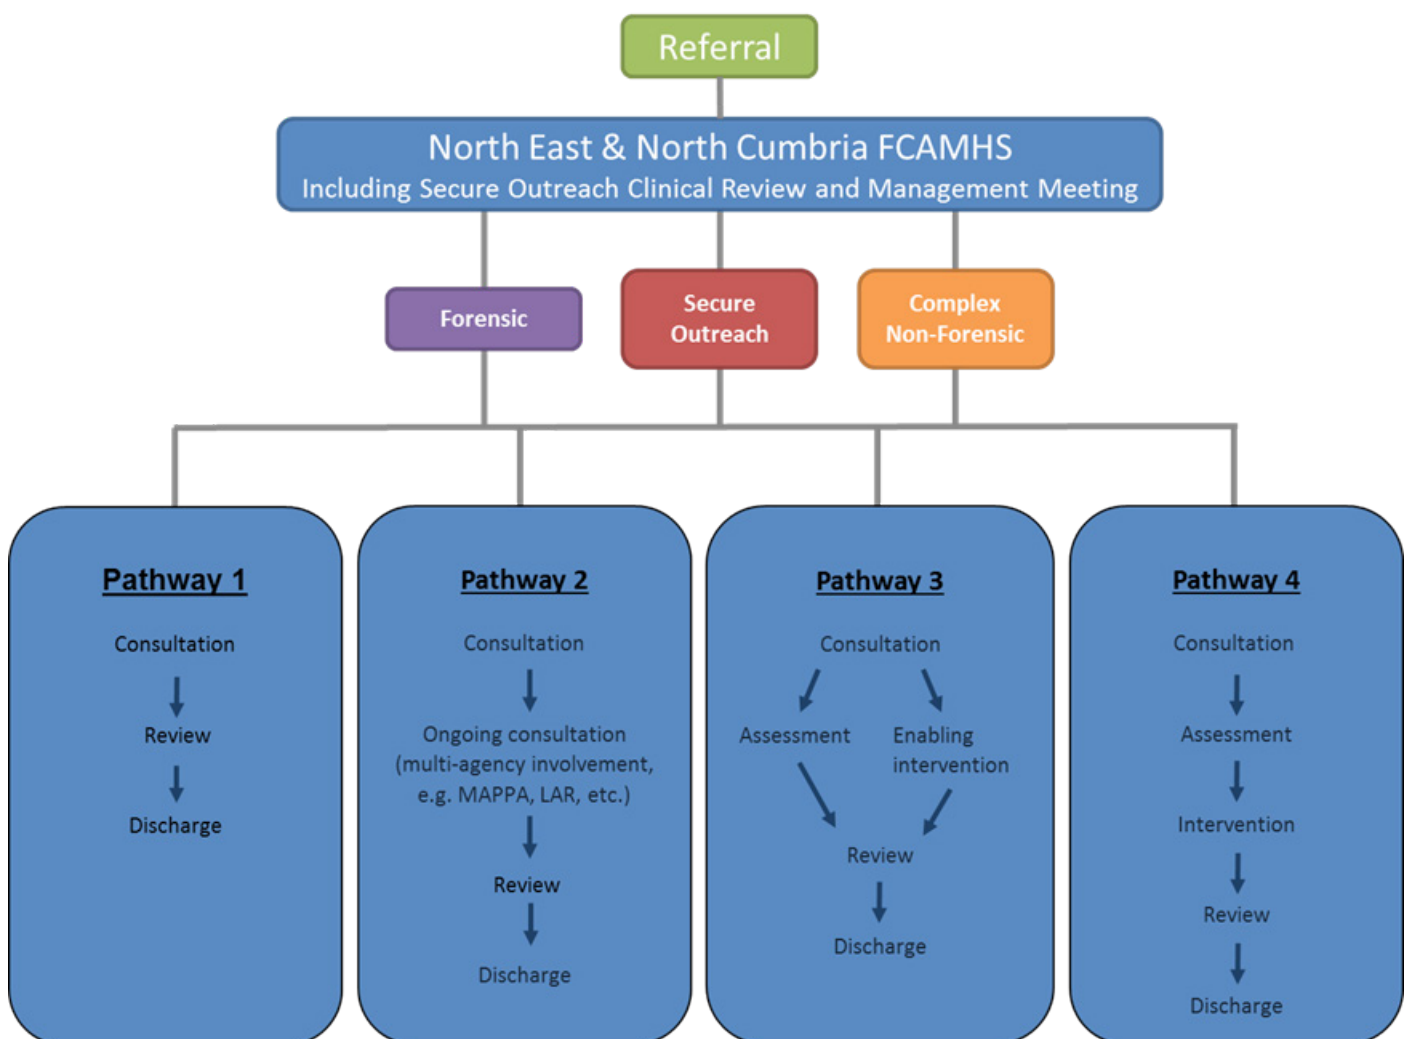 Referral
North East & North Cumbria FCAMHS
Including Secure Outreach Clinical Review and Management Meeting
Forensic
Secure
Outreach
Complex
Non-Forensic
Pathway 1
Consultation
Review
Discharge
Pathway 2
Consultation
Ongoing consultation
(multi-agency involvement,
e.g. MAPPA, LAR, etc.)
Review
Discharge
Pathway 3
Consultation
Assessment
Enabling
intervention
Review
Discharge
Pathway 4
Consultation
Assessment
Intervention
Review
Discharge